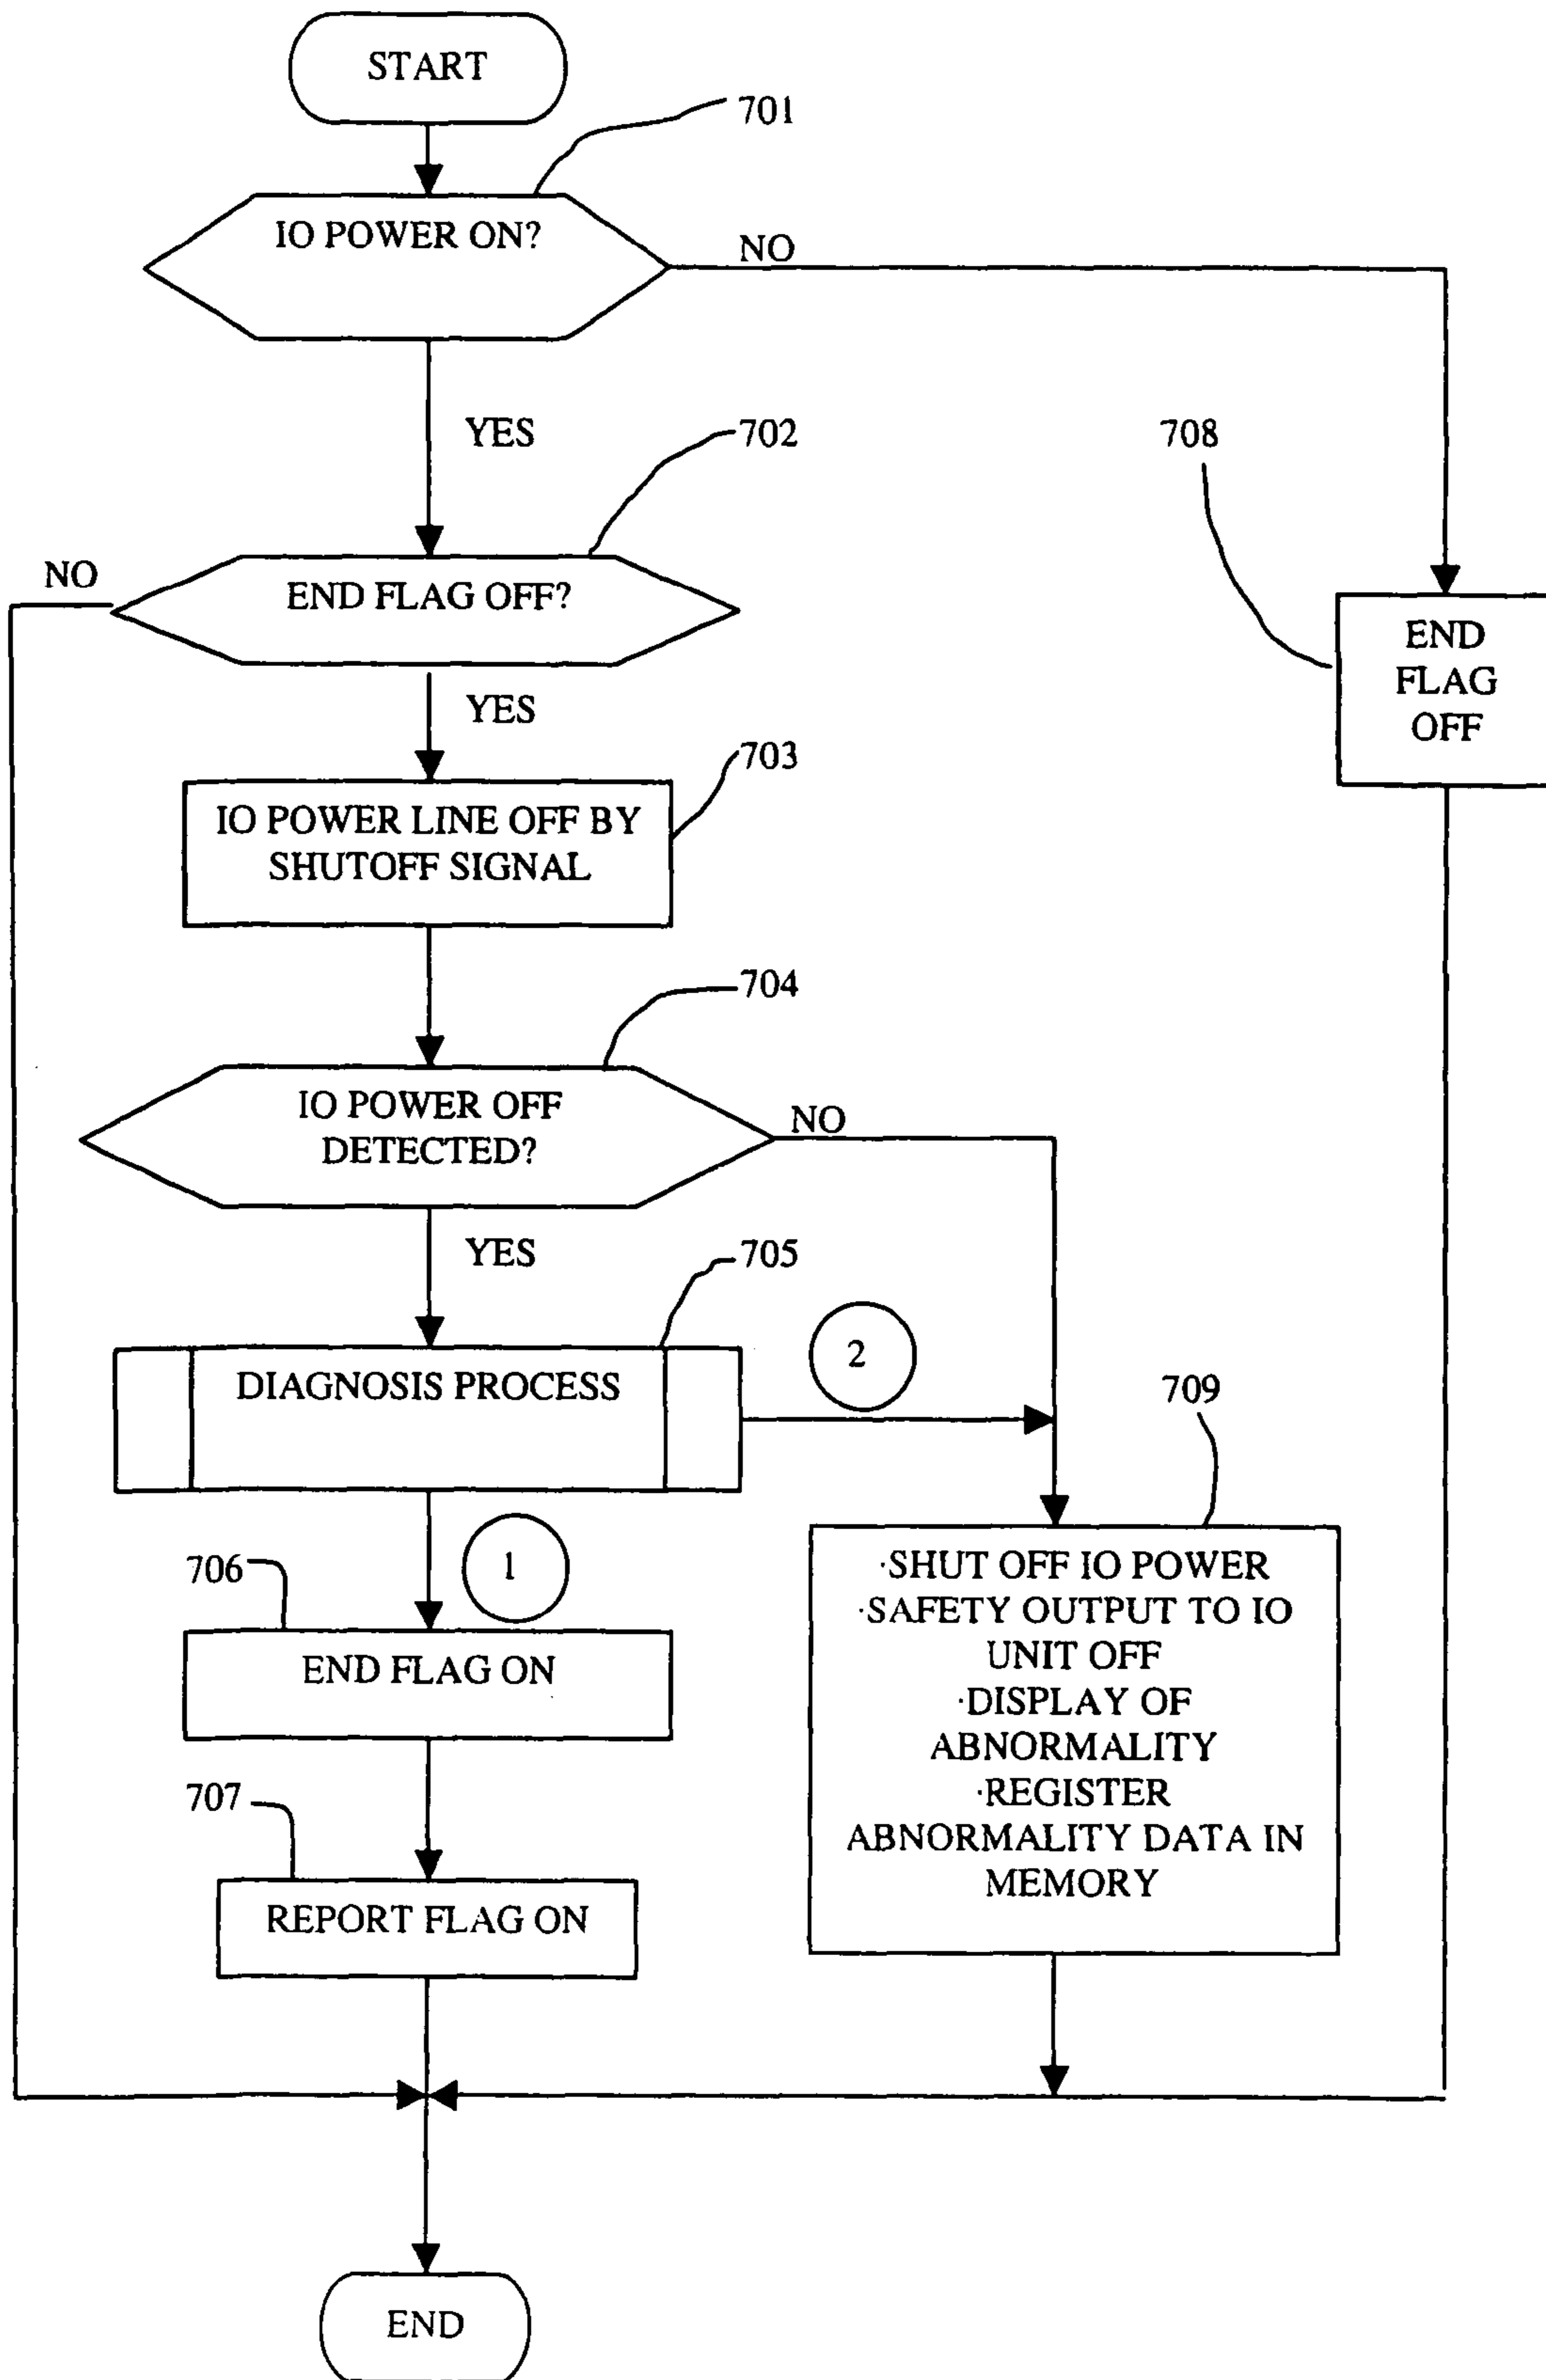 START
701
IO POWER ON?
NO
YES
702
708
NO
END FLAG OFF?
END
FLAG
OFF
YES
703
IO POWER LINE OFF BY
SHUTOFF SIGNAL
704
IO POWER OFF
DETECTED?
NO
YES
705
2
DIAGNOSIS PROCESS
709
1
706
·SHUT OFF IO POWER
·SAFETY OUTPUT TO IO
UNIT OFF
·DISPLAY OF
ABNORMALITY
·REGISTER
ABNORMALITY DATA IN
MEMORY
END FLAG ON
707
REPORT FLAG ON
END